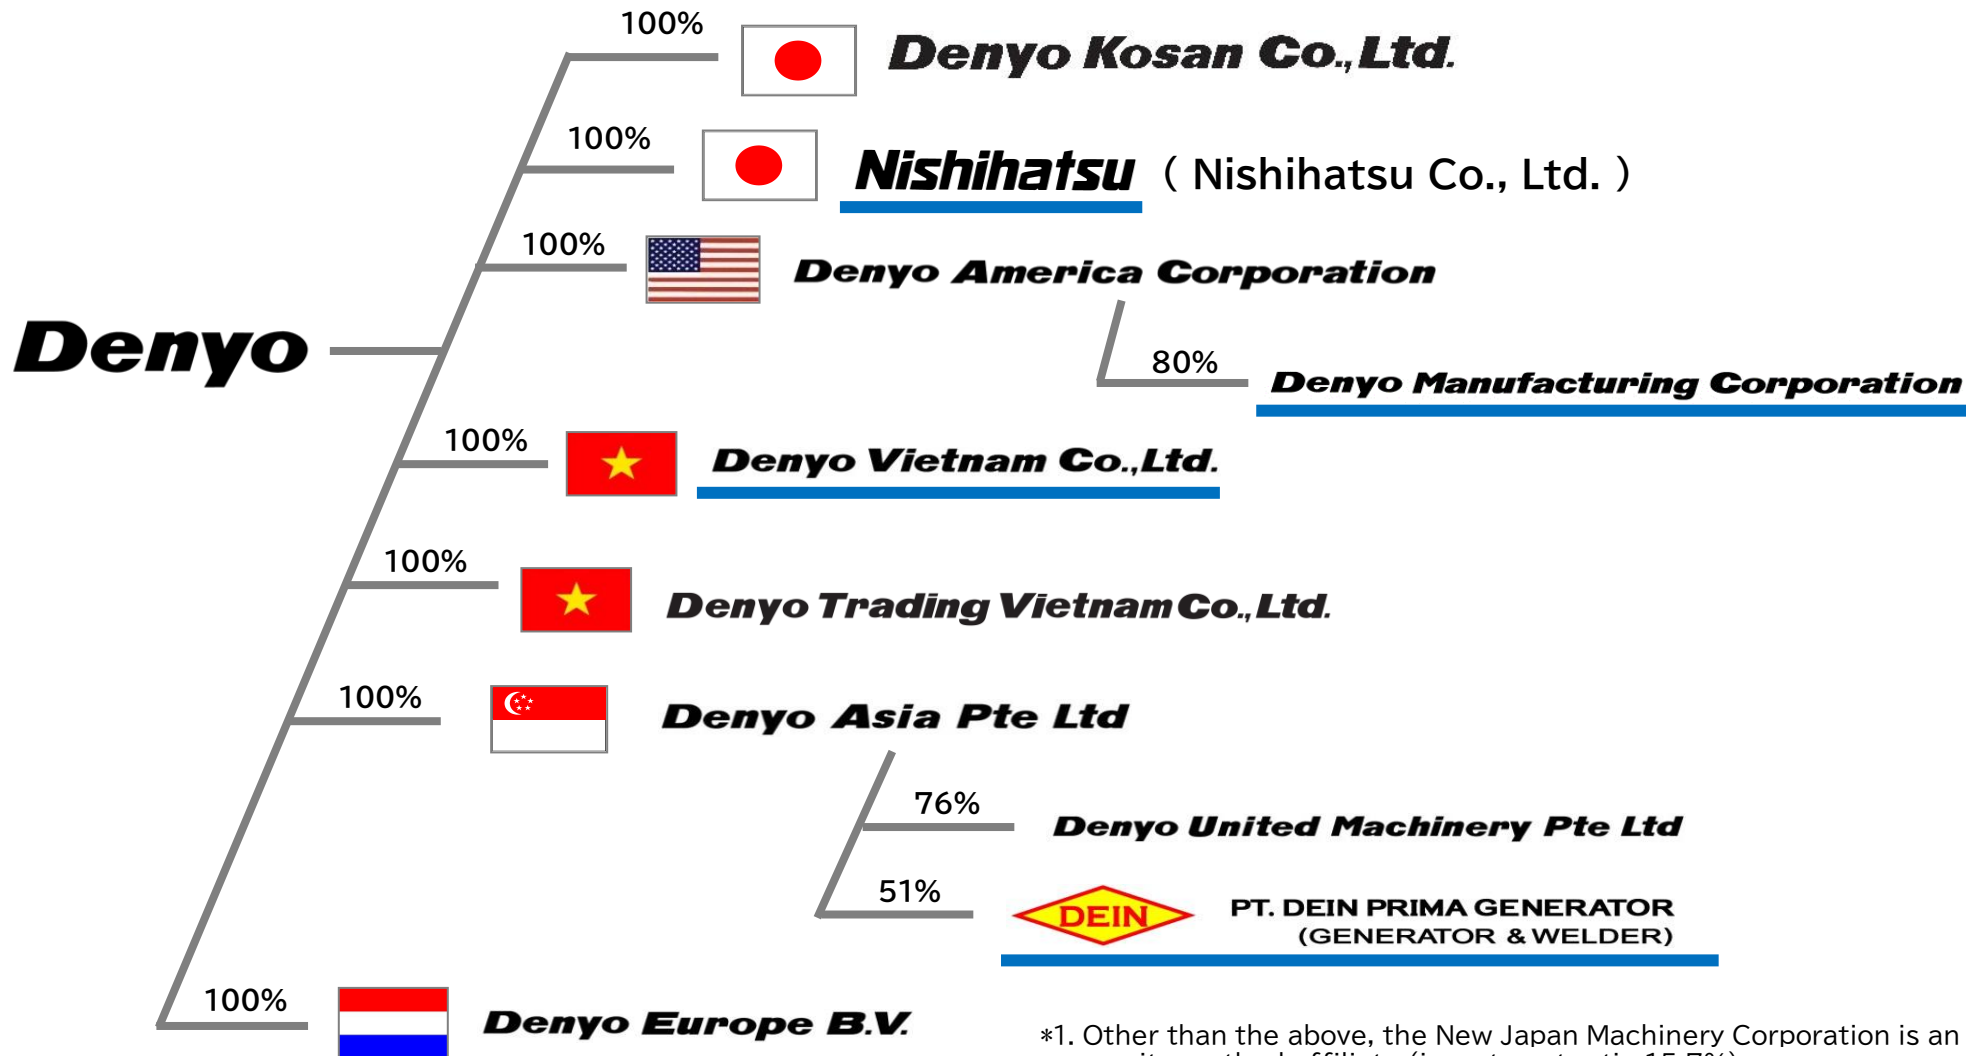 100%
Denyo Kosan Co., Ltd.
100%
Nishihatsu ( Nishihatsu Co., Ltd. )
100%
Denyo America Corporation
Denyo
80%
Denyo Manufacturing Corporation
100%
Denyo Vietnam Co., Ltd.
100%
Denyo Trading Vietnam Co., Ltd.
100%
Denyo Asia Pte Ltd
76%
Denyo United Machinery Pte Ltd
51%
DEIN PT. DEIN PRIMA GENERATOR
(GENERATOR & WELDER)
100%
Denyo Europe B.V.
*1. Other than the above, the New Japan Machinery Corporation is an